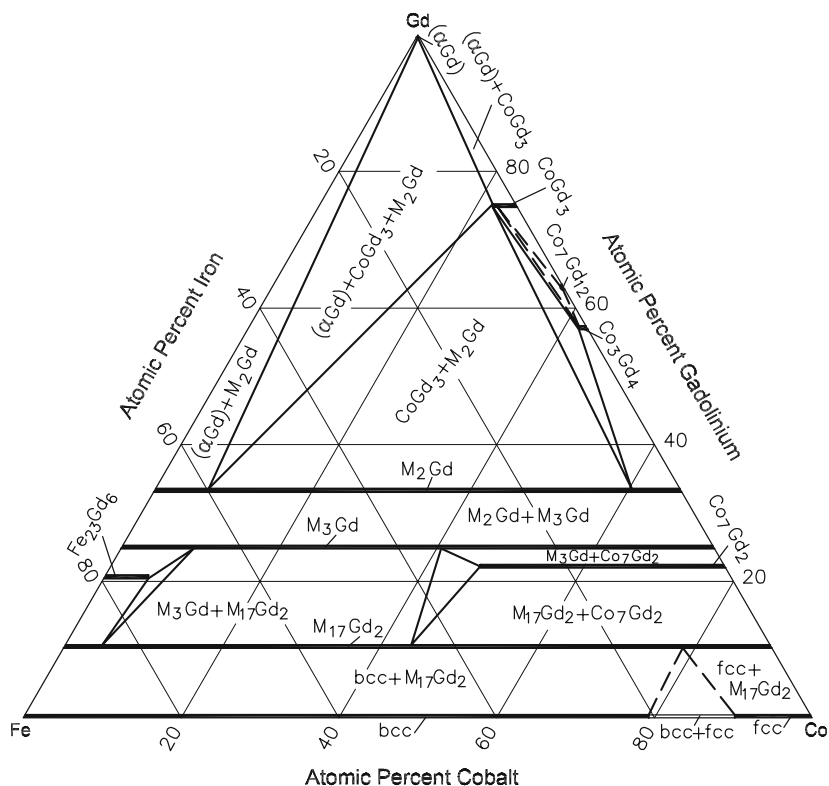 Gd
(αGd)
(αGd)+CoGd₃
20
80
CoGd₃
(αGd)+CoGd₃+M₂Gd
Co₇Gd₁₂
Atomic Percent Iron
Atomic Percent Gadolinium
40
60
Co₃Gd₄
(αGd)+M₂Gd
CoGd₃+M₂Gd
60
40
M₂Gd
Fe₂₃Gd₆
M₃Gd
M₂Gd+M₃Gd
Co₇Gd₂
M₃Gd+Co₇Gd₂
80
20
M₃Gd+M₁₇Gd₂
M₁₇Gd₂
M₁₇Gd₂+Co₇Gd₂
bcc+M₁₇Gd₂
fcc+
M₁₇Gd₂
Fe
bcc
bcc+fcc
fcc
Co
20
40
60
80
Atomic Percent Cobalt